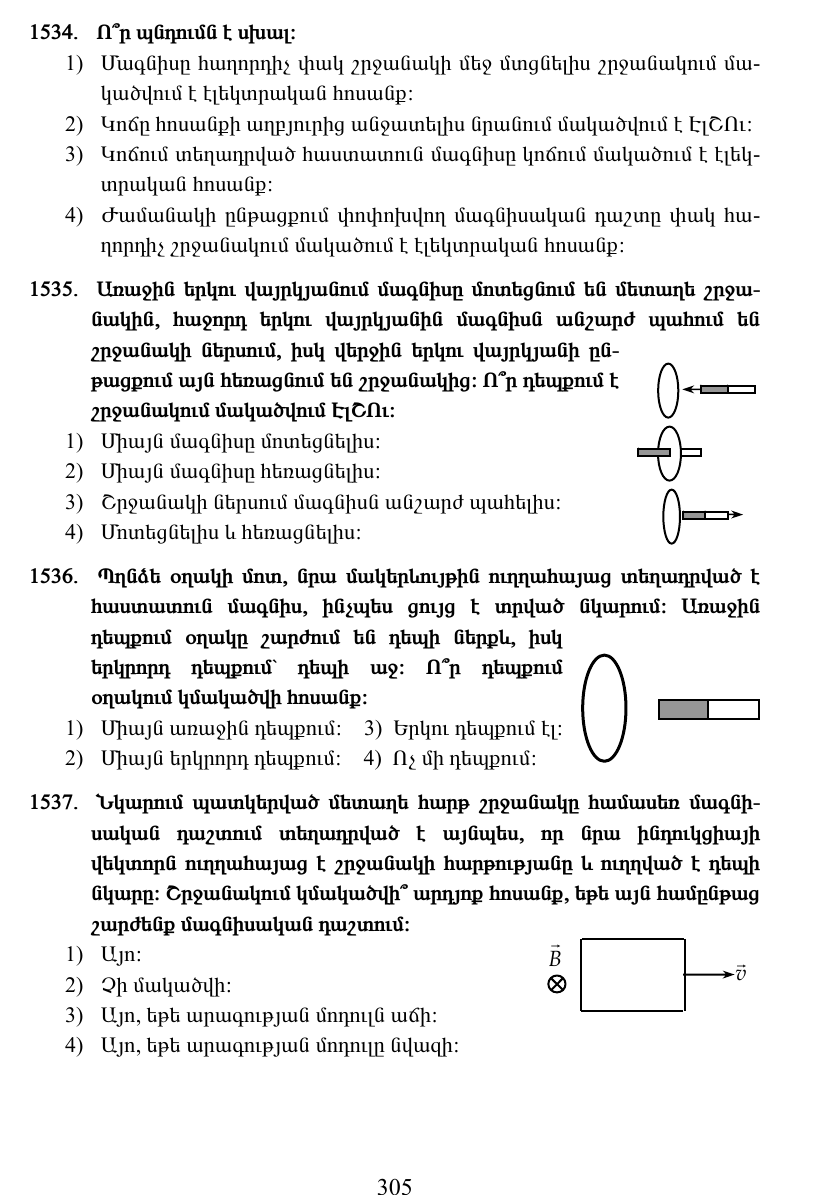 1534. Ո՞ր պնդումն է սխալ:
1) Մագնիսը հաղորդիչ փակ շրջանակի մեջ մտցնելիս շրջանակում մա-
կածվում է էլեկտրական հոսանք:
2) Կոճը հոսանքի աղբյուրից անջատելիս նրանում մակածվում է ԷլՇՈւ:
3) Կոճում տեղադրված հաստատուն մագնիսը կոճում մակածում է էլեկ-
տրական հոսանք:
4) Ժամանակի ընթացքում փոփոխվող մագնիսական դաշտը փակ հա-
ղորդիչ շրջանակում մակածում է էլեկտրական հոսանք:
1535. Առաջին երկու վայրկյանում մագնիսը մոտեցնում են մետաղե շրջա-
նակին, հաջորդ երկու վայրկյանին մագնիսն անշարժ պահում են
շրջանակի ներսում, իսկ վերջին երկու վայրկյանի ըն-
թացքում այն հեռացնում են շրջանակից: Ո՞ր դեպքում է
շրջանակում մակածվում ԷլՇՈւ:
1) Միայն մագնիսը մոտեցնելիս:
2) Միայն մագնիսը հեռացնելիս:
3) Շրջանակի ներսում մագնիսն անշարժ պահելիս:
4) Մոտեցնելիս և հեռացնելիս:
1536. Պղնձե օղակի մոտ, նրա մակերևույթին ուղղահայաց տեղադրված է
հաստատուն մագնիս, ինչպես ցույց է տրված նկարում: Առաջին
դեպքում օղակը շարժում են դեպի ներքև, իսկ
երկրորդ դեպքում` դեպի աջ: Ո՞ր դեպքում
օղակում կմակածվի հոսանք:
1) Միայն առաջին դեպքում: 3) Երկու դեպքում էլ:
2) Միայն երկրորդ դեպքում: 4) Ոչ մի դեպքում:
1537. Նկարում պատկերված մետաղե հարթ շրջանակը համասեռ մագնի-
սական դաշտում տեղադրված է այնպես, որ նրա ինդուկցիայի
վեկտորն ուղղահայաց է շրջանակի հարթությանը և ուղղված է դեպի
նկարը: Շրջանակում կմակածվի՞ արդյոք հոսանք, եթե այն համընթաց
շարժենք մագնիսական դաշտում:
1) Այո:
2) Չի մակածվի:
3) Այո, եթե արագության մոդուլն աճի:
4) Այո, եթե արագության մոդուլը նվազի:
B⃗
v⃗
305